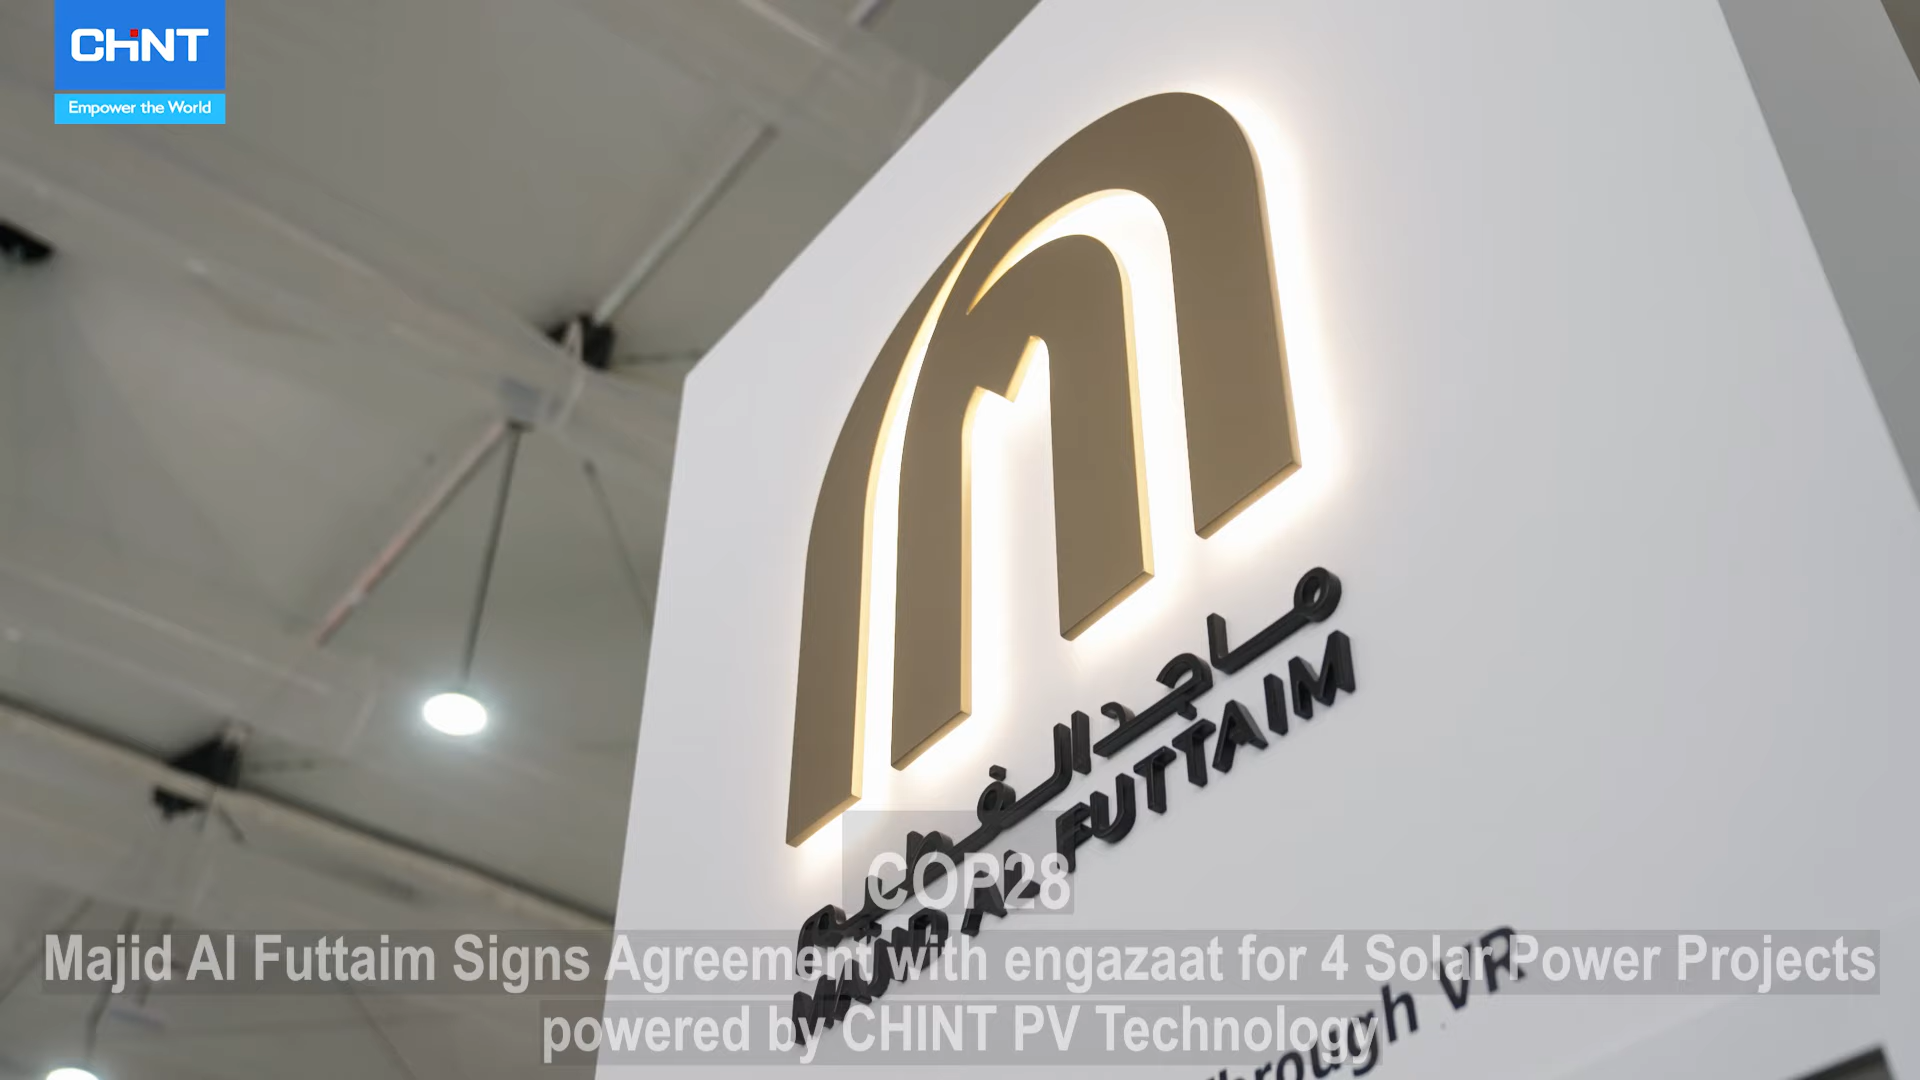 CHINT
Empower the World
ماجد الفطيم
MAJID AL FUTTAIM
COP28
Majid Al Futtaim Signs Agreement with engazaat for 4 Solar Power Projects
powered by CHINT PV Technology
through VR